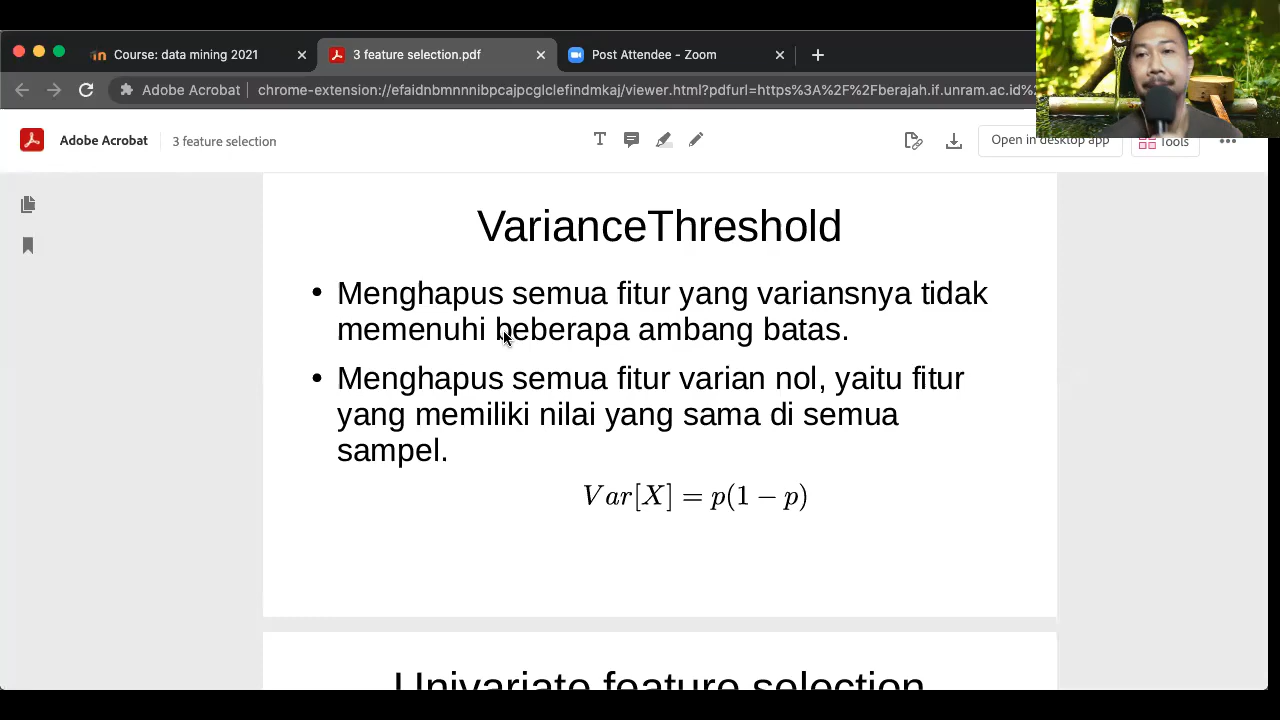 Course: data mining 2021
3 feature selection.pdf
Post Attendee - Zoom
Adobe Acrobat
chrome-extension://efaidnbmnnnibpcajpcglclefindmkaj/viewer.html?pdfurl=https%3A%2F%2Fberajah.if.unram.ac.id%
Adobe Acrobat
3 feature selection
Open in desktop app
Tools
VarianceThreshold
• Menghapus semua fitur yang variansnya tidak
memenuhi beberapa ambang batas.
• Menghapus semua fitur varian nol, yaitu fitur
yang memiliki nilai yang sama di semua
sampel.
Var[X] = p(1 − p)
Univariate feature selection